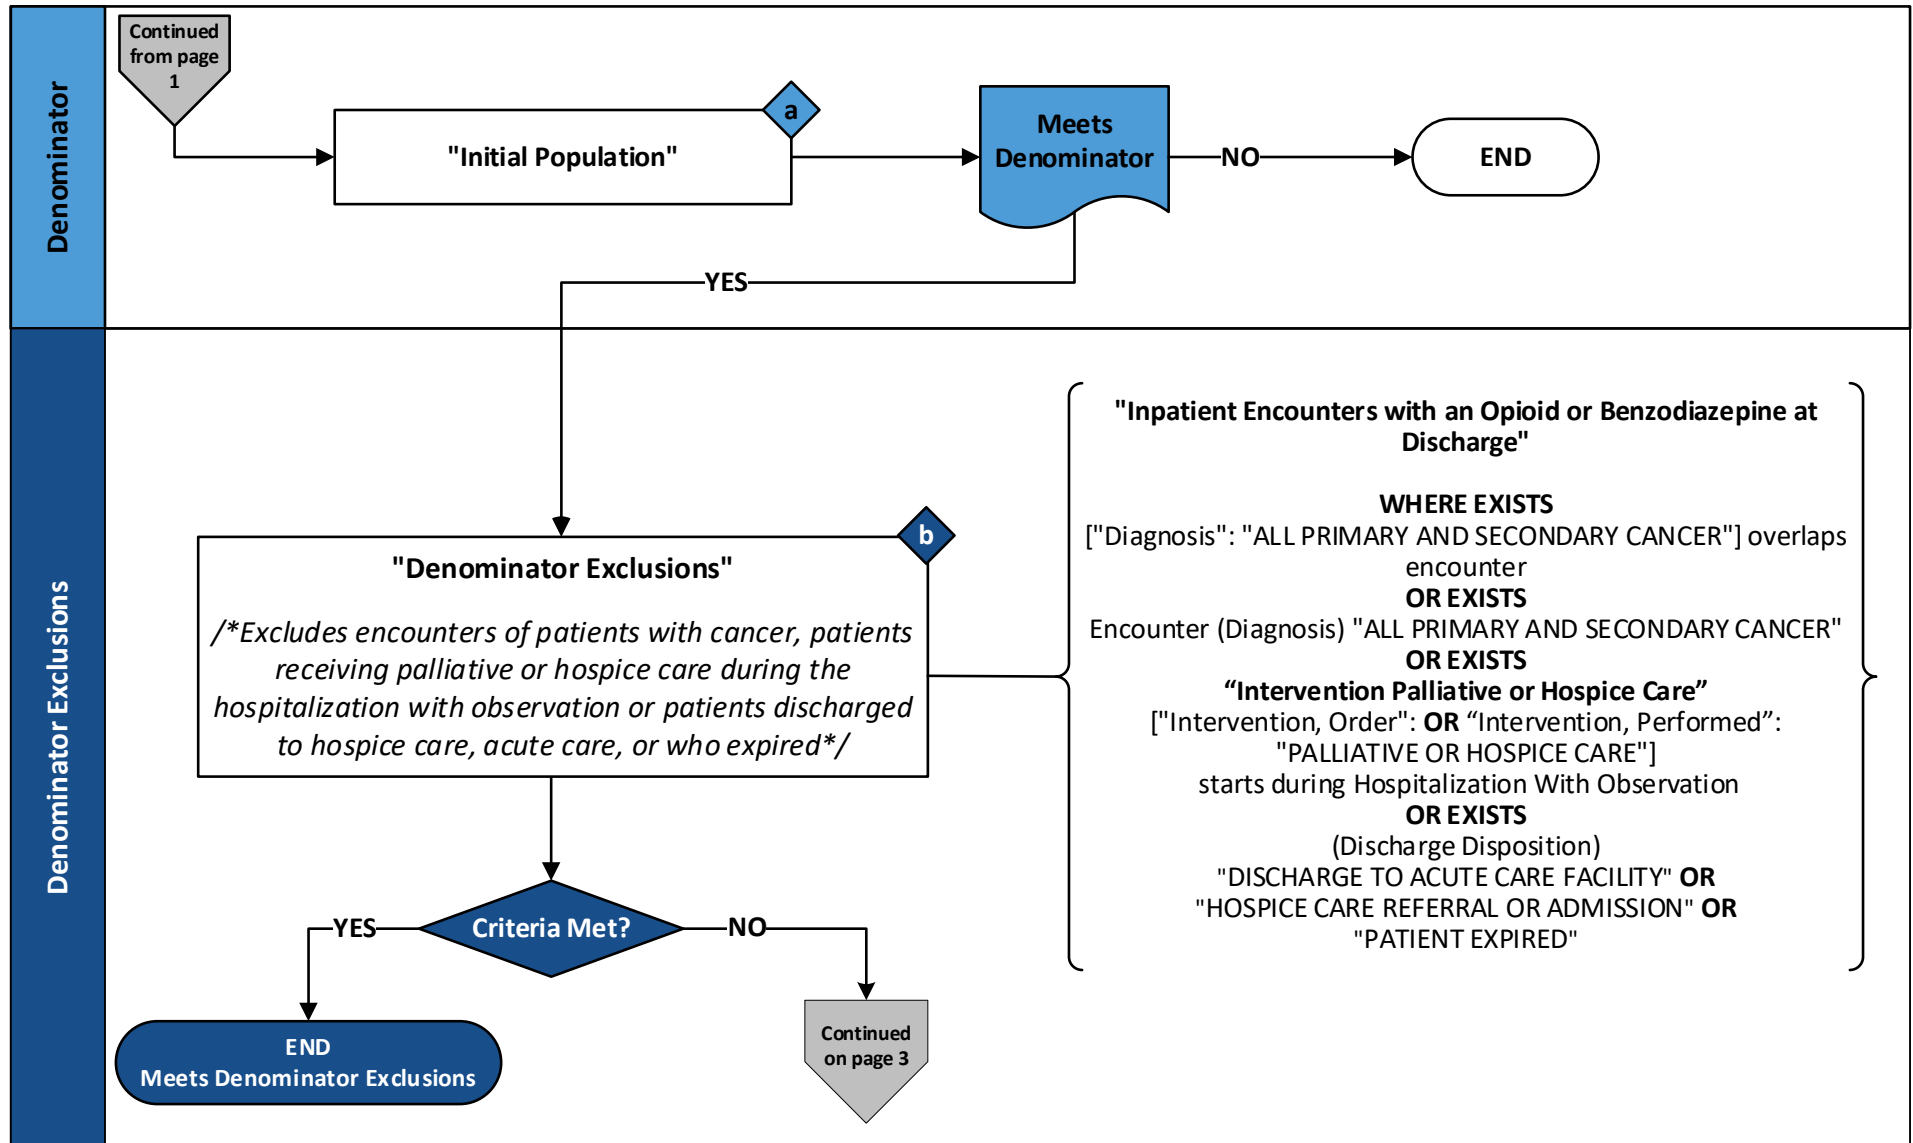 Denominator
Continued
from page
1
"Initial Population"
a
Meets
Denominator
NO
END
YES
Denominator Exclusions
"Denominator Exclusions"
b
/*Excludes encounters of patients with cancer, patients
receiving palliative or hospice care during the
hospitalization with observation or patients discharged
to hospice care, acute care, or who expired*/
"Inpatient Encounters with an Opioid or Benzodiazepine at
Discharge"
WHERE EXISTS
["Diagnosis": "ALL PRIMARY AND SECONDARY CANCER"] overlaps
encounter
OR EXISTS
Encounter (Diagnosis) "ALL PRIMARY AND SECONDARY CANCER"
OR EXISTS
“Intervention Palliative or Hospice Care”
["Intervention, Order": OR “Intervention, Performed”:
"PALLIATIVE OR HOSPICE CARE"]
starts during Hospitalization With Observation
OR EXISTS
(Discharge Disposition)
"DISCHARGE TO ACUTE CARE FACILITY" OR
"HOSPICE CARE REFERRAL OR ADMISSION" OR
"PATIENT EXPIRED"
Criteria Met?
YES
NO
END
Meets Denominator Exclusions
Continued
on page 3